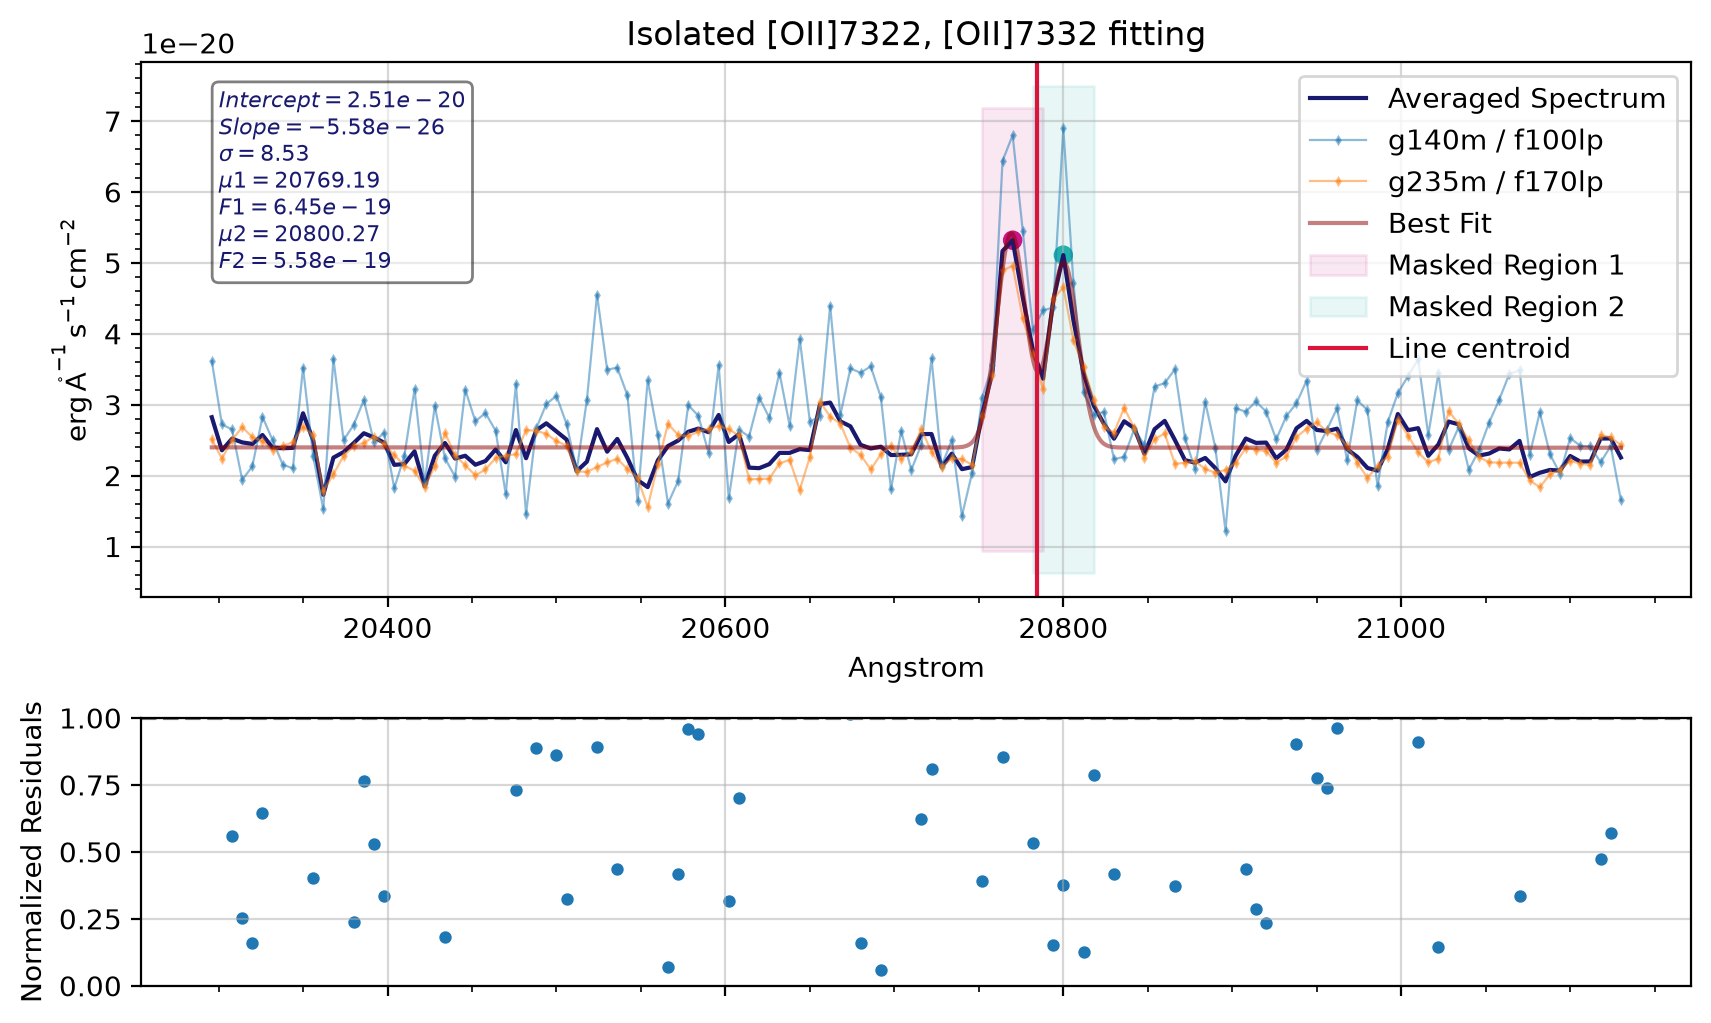 Isolated [OII]7322, [OII]7332 fitting
1e−20
Intercept = 2.51e − 20
Slope = −5.58e − 26
σ = 8.53
μ1 = 20769.19
F1 = 6.45e − 19
μ2 = 20800.27
F2 = 5.58e − 19
Averaged Spectrum
g140m / f100lp
g235m / f170lp
Best Fit
Masked Region 1
Masked Region 2
Line centroid
erg Å⁻¹ s⁻¹ cm⁻²
7
6
5
4
3
2
1
20400 20600 20800 21000
Angstrom
Normalized Residuals
1.00
0.75
0.50
0.25
0.00